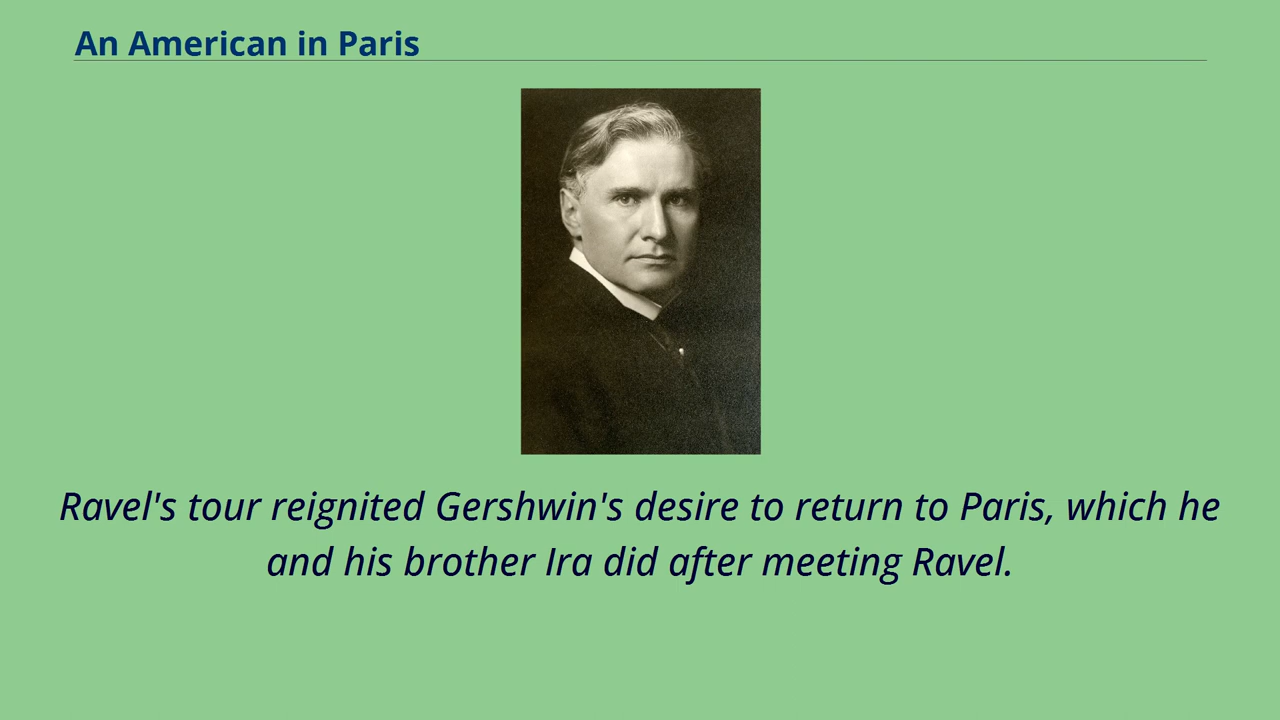 An American in Paris
Ravel's tour reignited Gershwin's desire to return to Paris, which he
and his brother Ira did after meeting Ravel.